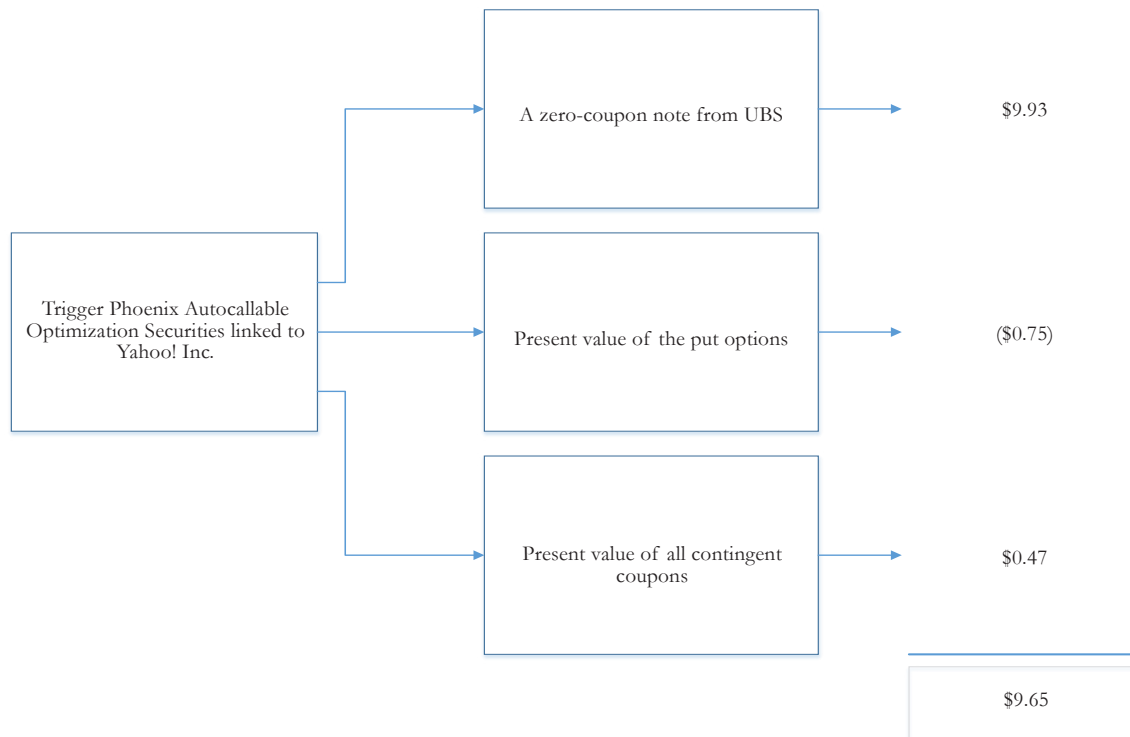 A zero-coupon note from UBS
$9.93
Trigger Phoenix Autocallable
Optimization Securities linked to
Yahoo! Inc.
Present value of the put options
($0.75)
Present value of all contingent
coupons
$0.47
$9.65